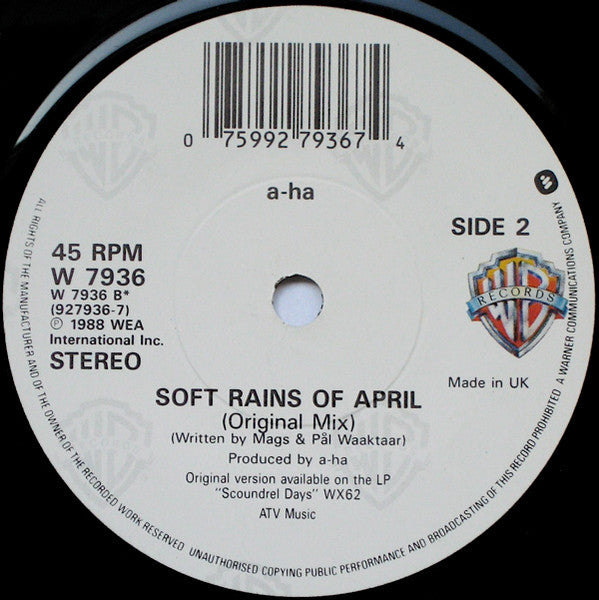 0 75992 79367 4
a-ha
SIDE 2
45 RPM
W 7936
W 7936 B*
(927936-7)
Ⓟ 1988 WEA
International Inc.
STEREO
WB
RECORDS
Made in UK
SOFT RAINS OF APRIL
(Original Mix)
(Written by Mags & Pål Waaktaar)
Produced by a-ha
Original version available on the LP
"Scoundrel Days" WX62
ATV Music
ALL RIGHTS OF THE MANUFACTURER AND OF THE OWNER OF THE RECORDED WORK RESERVED UNAUTHORISED COPYING PUBLIC PERFORMANCE AND BROADCASTING OF THIS RECORD PROHIBITED A WARNER COMMUNICATIONS COMPANY